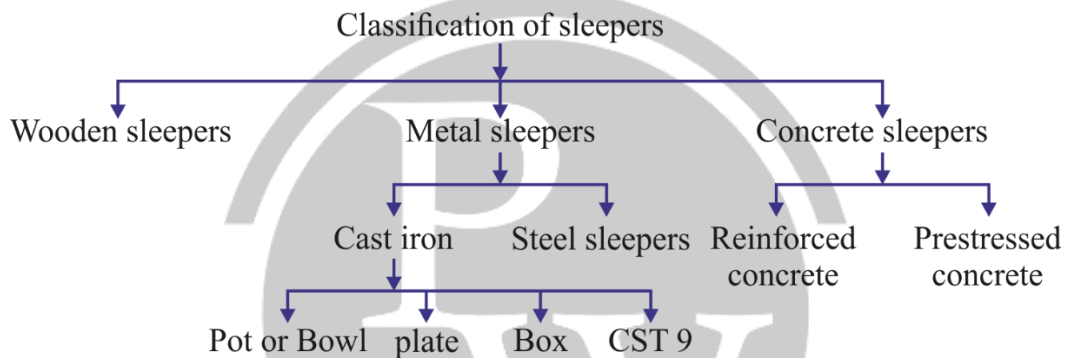 Classification of sleepers
Wooden sleepers Metal sleepers Concrete sleepers
Cast iron Steel sleepers Reinforced concrete Prestressed concrete
Pot or Bowl plate Box CST 9